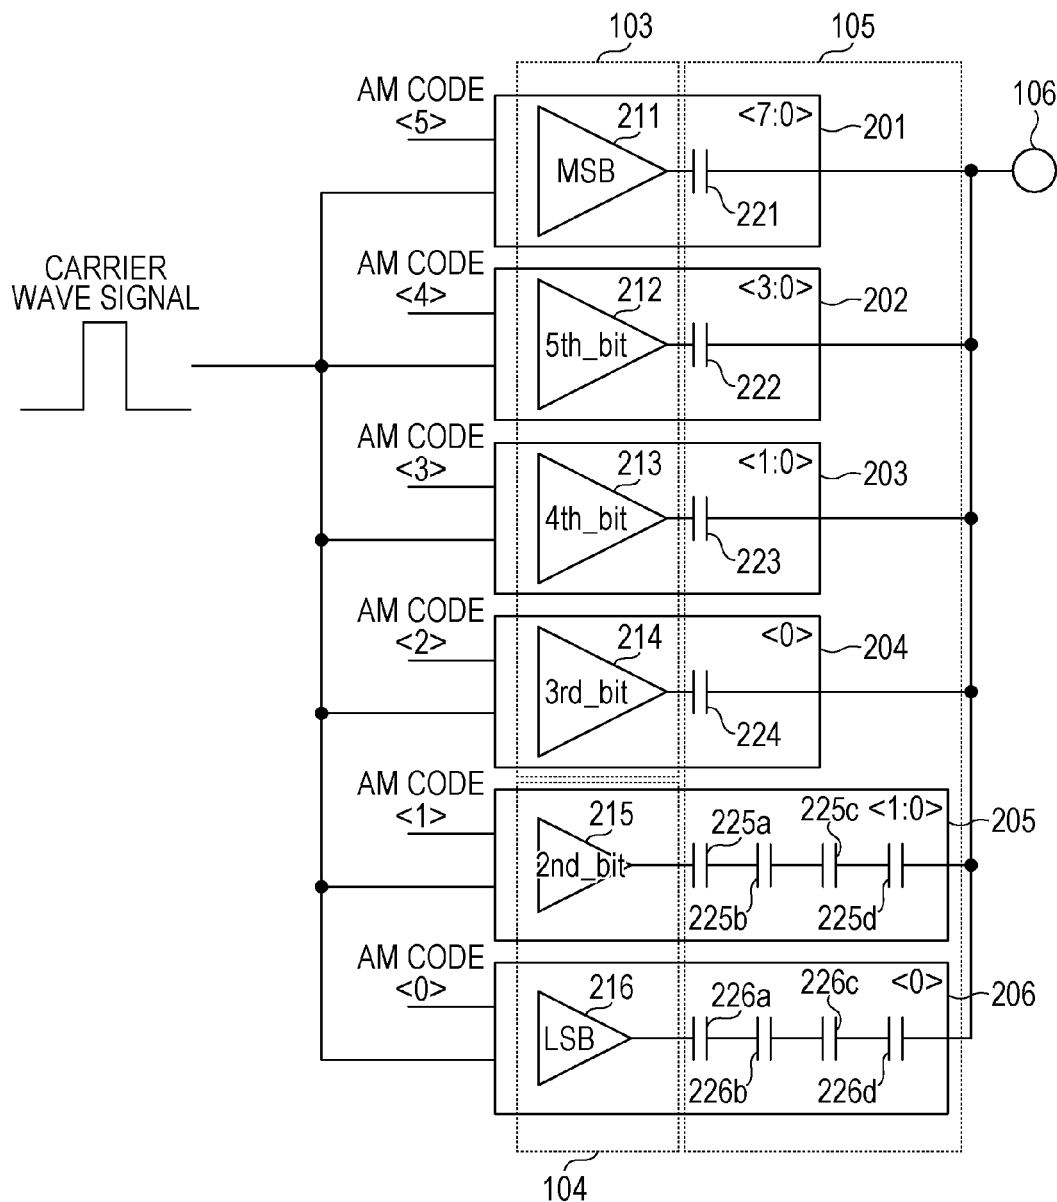 103
105
106
AM CODE
<5>
211
<7:0>
201
MSB
221
CARRIER
WAVE SIGNAL
AM CODE
<4>
212
<3:0>
202
5th_bit
222
AM CODE
<3>
213
<1:0>
203
4th_bit
223
AM CODE
<2>
214
<0>
204
3rd_bit
224
AM CODE
<1>
215
225a
225c
<1:0>
205
2nd_bit
225b
225d
AM CODE
<0>
216
226a
226c
<0>
206
LSB
226b
226d
104